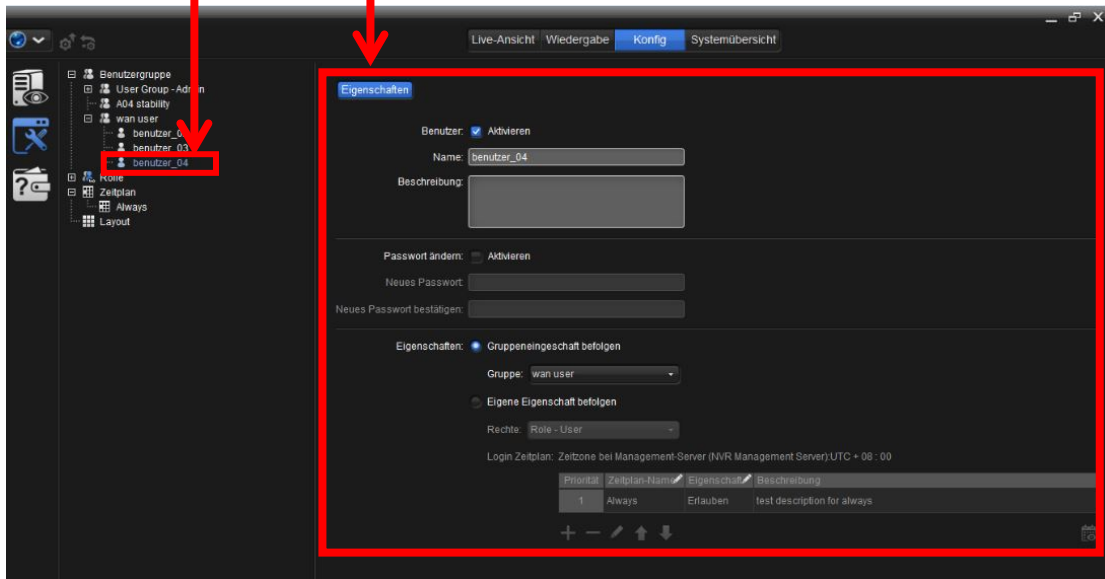 Live-Ansicht Wiedergabe Konfig Systemübersicht
Benutzergruppe
User Group - Admin
A04 stability
wan user
benutzer_03
benutzer_04
Rolle
Zeitplan
Always
Layout
Eigenschaften
Benutzer: Aktivieren
Name: benutzer_04
Beschreibung:
Passwort ändern: Aktivieren
Neues Passwort:
Neues Passwort bestätigen:
Eigenschaften: Gruppeneingeschaft befolgen
Gruppe: wan user
Eigene Eigenschaft befolgen
Rechte: Role - User
Login Zeitplan: Zeitzone bei Management-Server (NVR Management Server):UTC + 08 : 00
Priorität Zeitplan-Name Eigenschaft Beschreibung
1 Always Erlauben test description for always